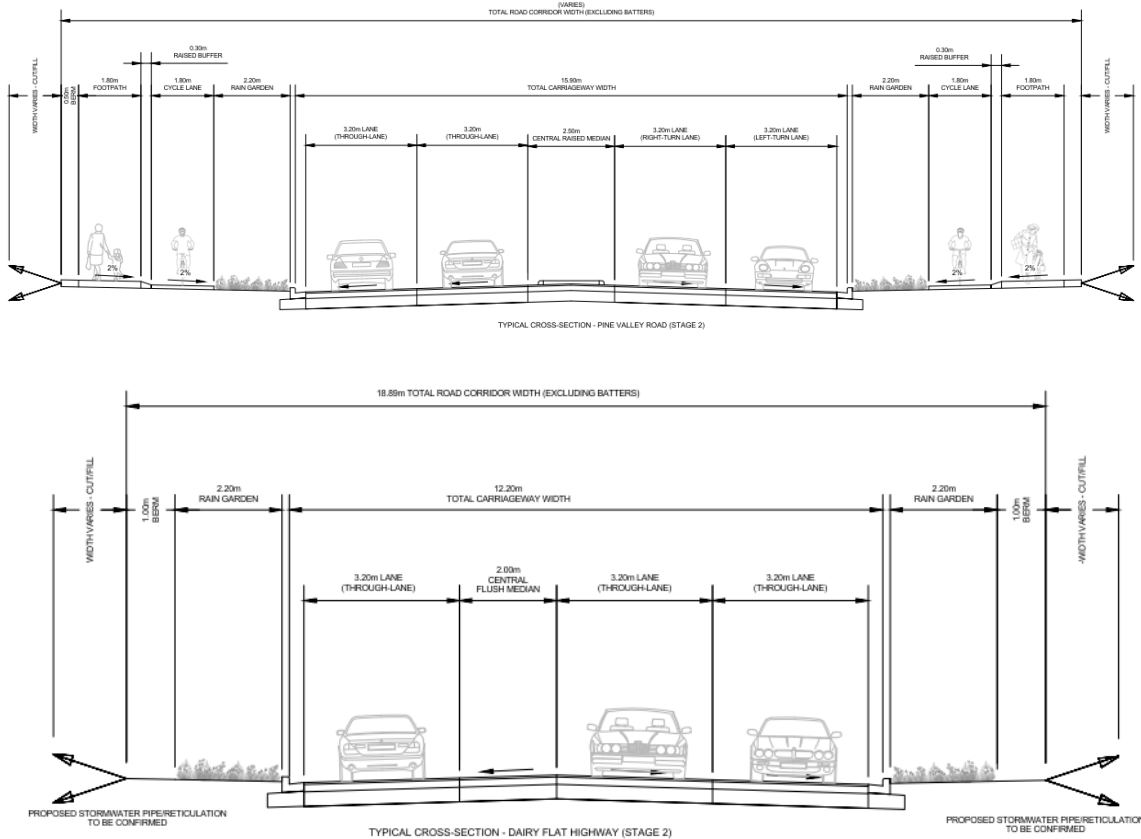 (VARIES)
TOTAL ROAD CORRIDOR WIDTH (EXCLUDING BATTERS)
0.30m
RAISED BUFFER
0.30m
RAISED BUFFER
WIDTH VARIES - CUT/FILL
0.50m
BERM
1.80m
FOOTPATH
1.80m
CYCLE LANE
2.20m
RAIN GARDEN
15.90m
TOTAL CARRIAGEWAY WIDTH
2.20m
RAIN GARDEN
1.80m
CYCLE LANE
1.80m
FOOTPATH
WIDTH VARIES - CUT/FILL
3.20m LANE
(THROUGH-LANE)
3.20m
(THROUGH-LANE)
2.50m
CENTRAL RAISED MEDIAN
3.20m LANE
(RIGHT-TURN LANE)
3.20m LANE
(LEFT-TURN LANE)
2%
2%
2%
2%
TYPICAL CROSS-SECTION - PINE VALLEY ROAD (STAGE 2)
18.89m TOTAL ROAD CORRIDOR WIDTH (EXCLUDING BATTERS)
WIDTH VARIES - CUT/FILL
1.00m
BERM
2.20m
RAIN GARDEN
12.20m
TOTAL CARRIAGEWAY WIDTH
2.20m
RAIN GARDEN
1.00m
BERM
-WIDTH VARIES - CUT/FILL
3.20m LANE
(THROUGH-LANE)
2.00m
CENTRAL
FLUSH MEDIAN
3.20m LANE
(THROUGH-LANE)
3.20m LANE
(THROUGH-LANE)
PROPOSED STORMWATER PIPE/RETICULATION
TO BE CONFIRMED
PROPOSED STORMWATER PIPE/RETICULATION
TO BE CONFIRMED
TYPICAL CROSS-SECTION - DAIRY FLAT HIGHWAY (STAGE 2)